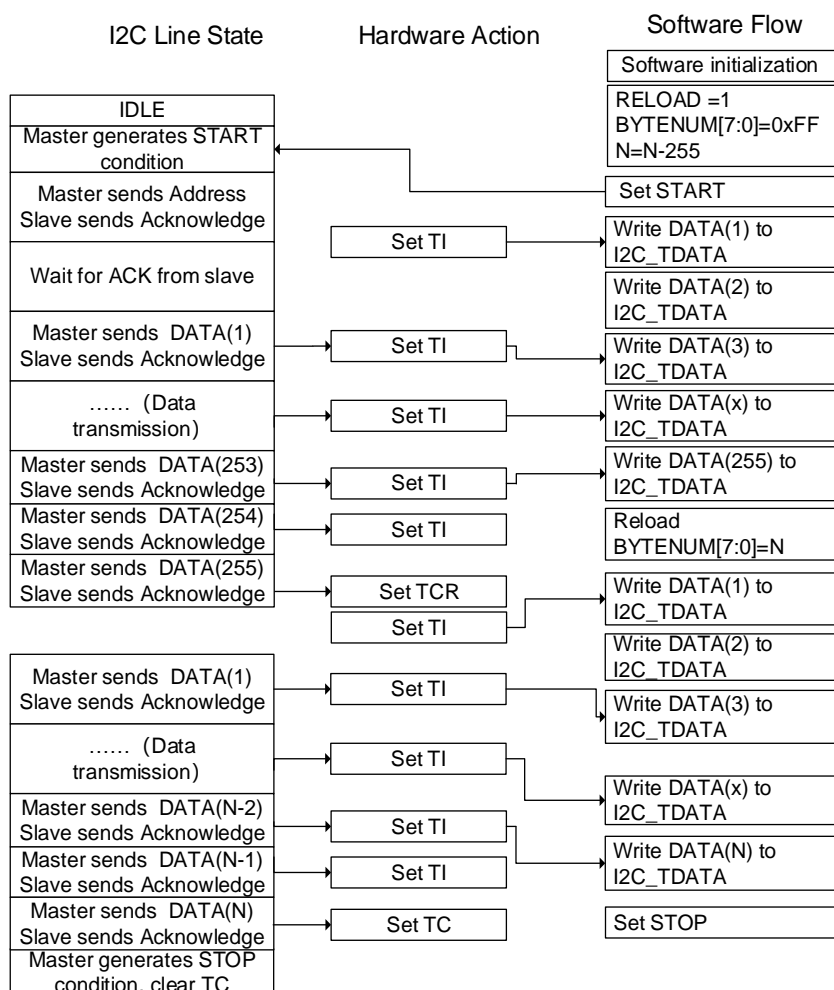 I2C Line State
Hardware Action
Software Flow
Software initialization
IDLE
RELOAD =1
BYTENUM[7:0]=0xFF
N=N-255
Master generates START
condition
Set START
Master sends Address
Slave sends Acknowledge
Set TI
Write DATA(1) to
I2C_TDATA
Wait for ACK from slave
Write DATA(2) to
I2C_TDATA
Master sends DATA(1)
Slave sends Acknowledge
Set TI
Write DATA(3) to
I2C_TDATA
…… (Data
transmission)
Set TI
Write DATA(x) to
I2C_TDATA
Master sends DATA(253)
Slave sends Acknowledge
Set TI
Write DATA(255) to
I2C_TDATA
Master sends DATA(254)
Slave sends Acknowledge
Set TI
Reload
BYTENUM[7:0]=N
Master sends DATA(255)
Slave sends Acknowledge
Set TCR
Set TI
Write DATA(1) to
I2C_TDATA
Write DATA(2) to
I2C_TDATA
Master sends DATA(1)
Slave sends Acknowledge
Set TI
Write DATA(3) to
I2C_TDATA
…… (Data
transmission)
Set TI
Write DATA(x) to
I2C_TDATA
Master sends DATA(N-2)
Slave sends Acknowledge
Set TI
Write DATA(N) to
I2C_TDATA
Master sends DATA(N-1)
Slave sends Acknowledge
Set TI
Master sends DATA(N)
Slave sends Acknowledge
Set TC
Set STOP
Master generates STOP
condition, clear TC